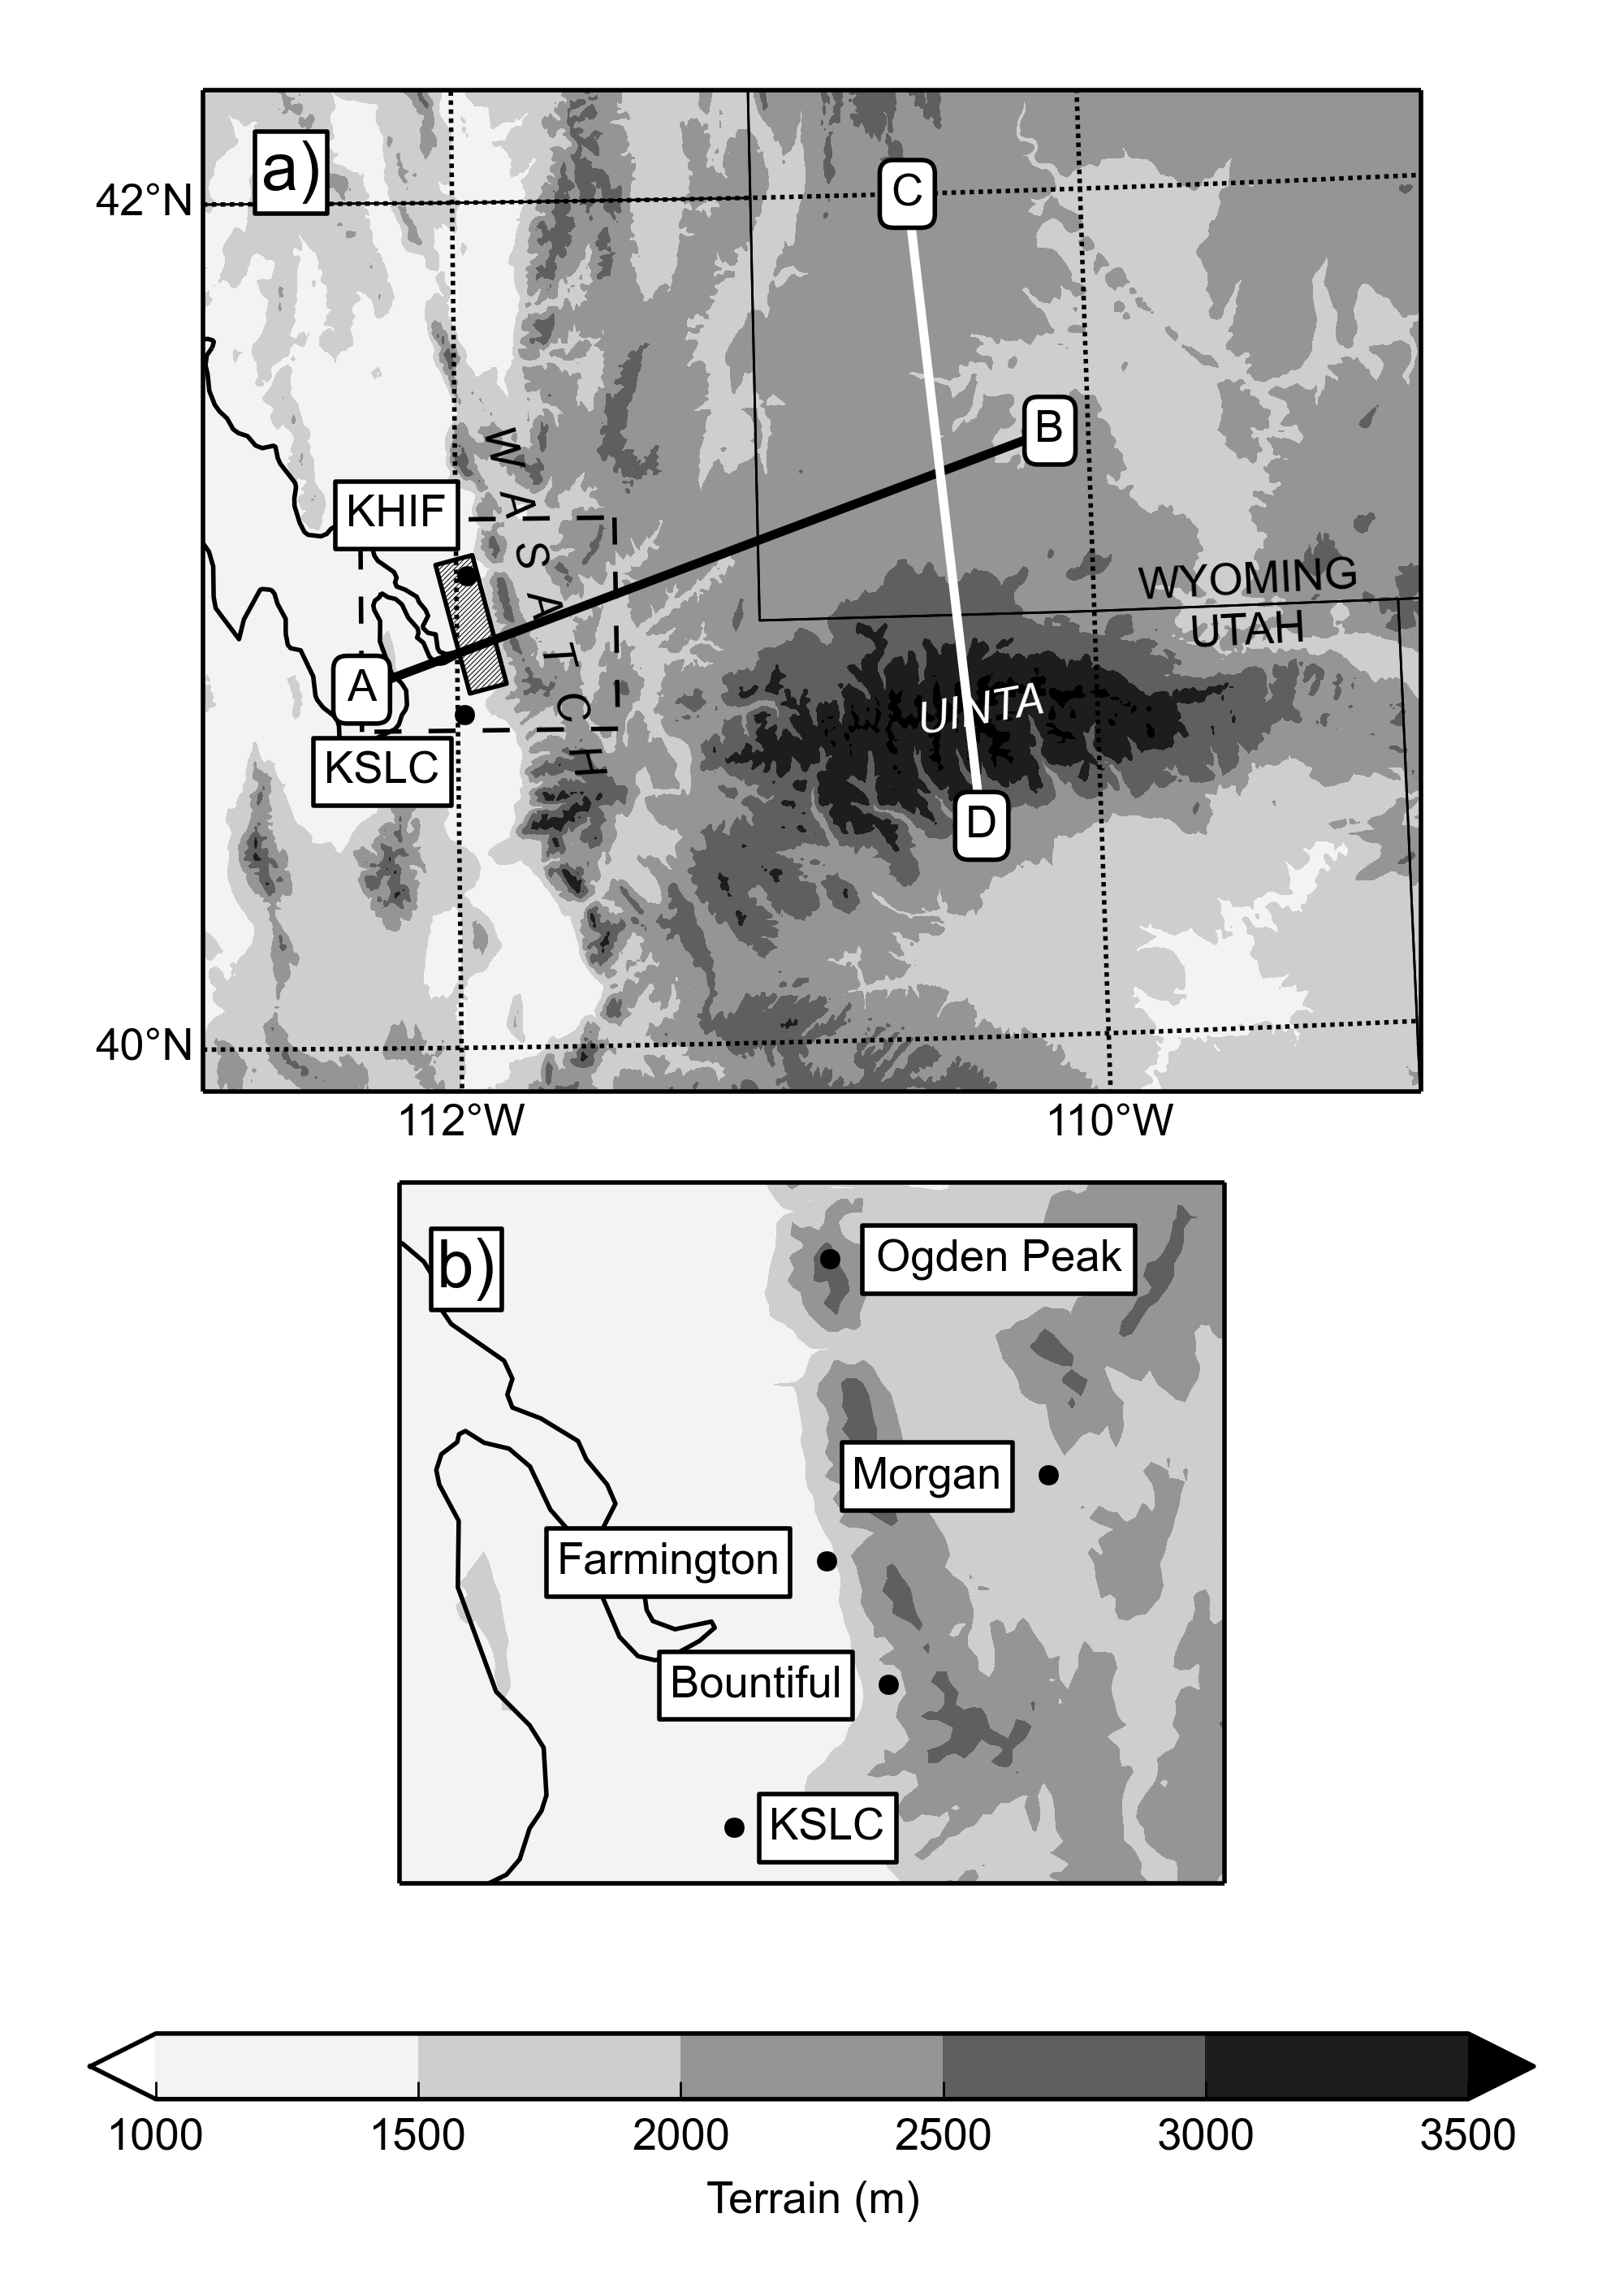 a)
42°N
C
B
KHIF
WASATCH
WYOMING
UTAH
A
UINTA
KSLC
D
40°N
112°W
110°W
b)
Ogden Peak
Morgan
Farmington
Bountiful
KSLC
1000 1500 2000 2500 3000 3500
Terrain (m)